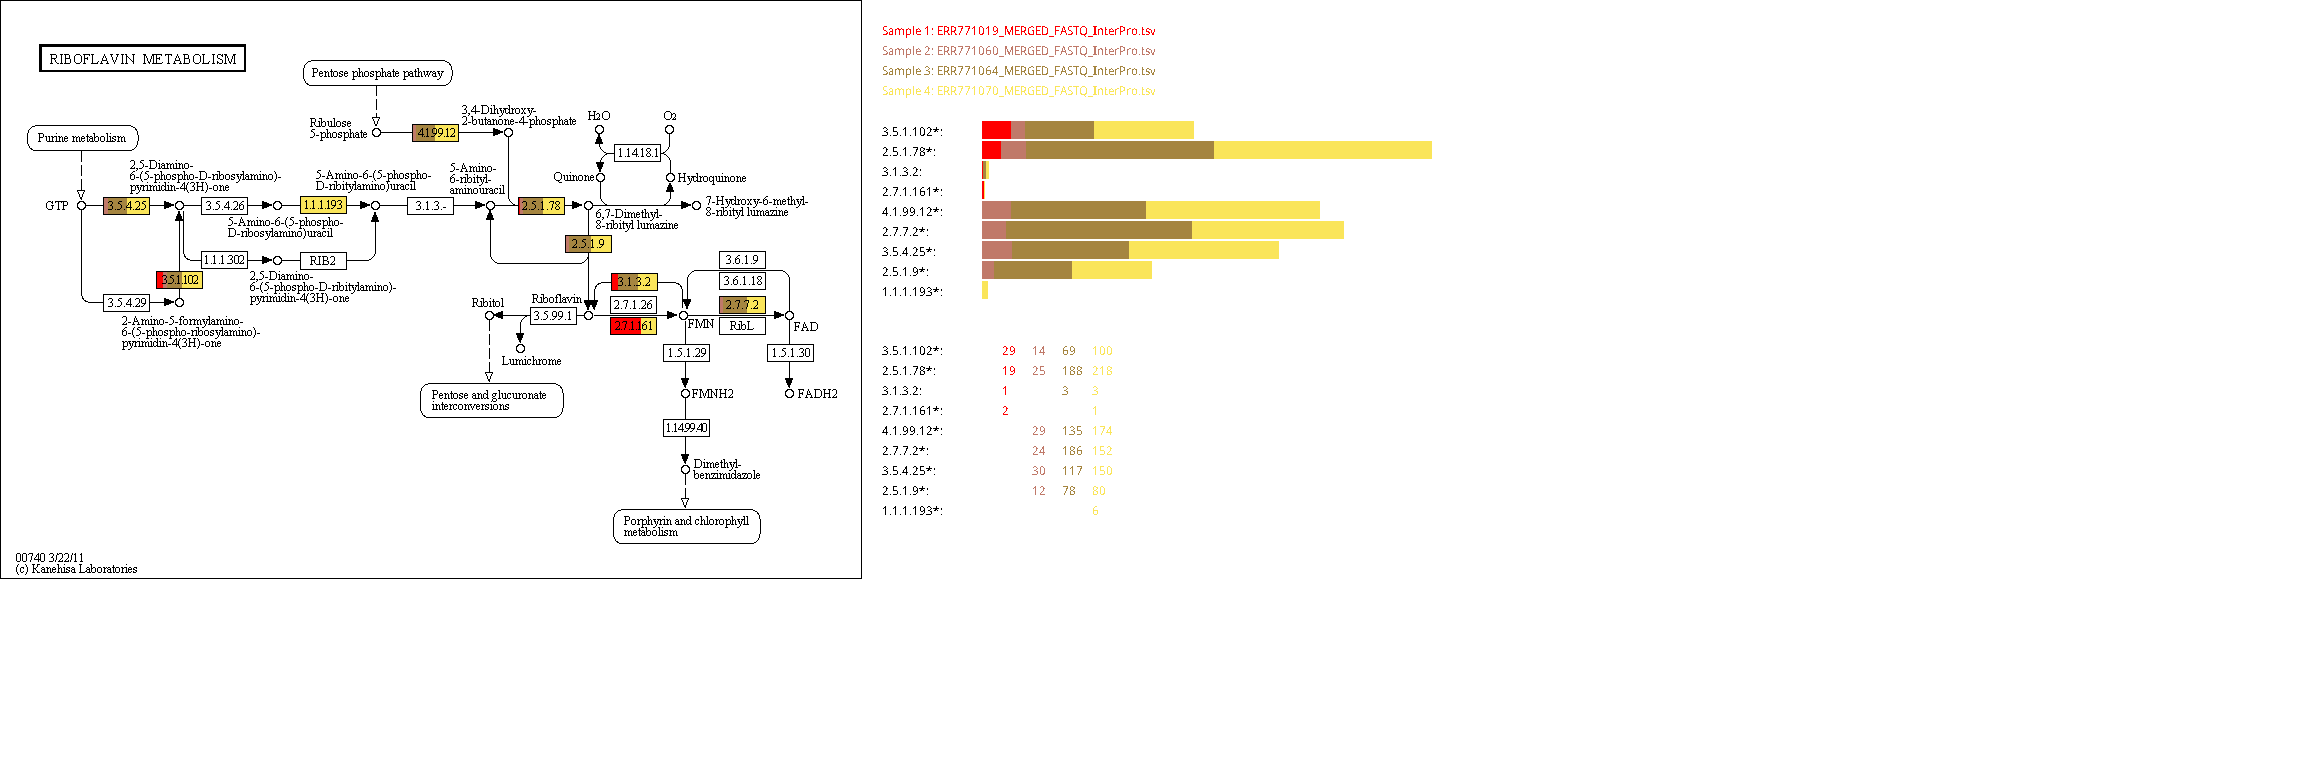 RIBOFLAVIN METABOLISM
Pentose phosphate pathway
Ribulose
5-phosphate
4.1.99.12
3,4-Dihydroxy-
2-butanone-4-phosphate
H2O
O2
1.14.18.1
Quinone
Hydroquinone
Purine metabolism
2,5-Diamino-
6-(5-phospho-D-ribosylamino)-
pyrimidin-4(3H)-one
5-Amino-6-(5-phospho-
D-ribitylamino)uracil
5-Amino-
6-ribityl-
aminouracil
GTP
3.5.4.25
3.5.4.26
1.1.1.193
3.1.3.-
2.5.1.78
7-Hydroxy-6-methyl-
8-ribityl lumazine
5-Amino-6-(5-phospho-
D-ribosylamino)uracil
6,7-Dimethyl-
8-ribityl lumazine
2.5.1.9
1.1.1.302
RIB2
3.5.1.102
2,5-Diamino-
6-(5-phospho-D-ribitylamino)-
pyrimidin-4(3H)-one
3.6.1.9
3.6.1.18
3.1.3.2
3.5.4.29
Ribitol
Riboflavin
2.7.1.26
2.7.7.2
3.5.99.1
2.7.1.161
FMN
RibL
FAD
2-Amino-5-formylamino-
6-(5-phospho-ribosylamino)-
pyrimidin-4(3H)-one
Lumichrome
1.5.1.29
1.5.1.30
Pentose and glucuronate
interconversions
FMNH2
FADH2
1.14.99.40
Dimethyl-
benzimidazole
Porphyrin and chlorophyll
metabolism
00740 3/22/11
(c) Kanehisa Laboratories
Sample 1: ERR771019_MERGED_FASTQ_InterPro.tsv
Sample 2: ERR771060_MERGED_FASTQ_InterPro.tsv
Sample 3: ERR771064_MERGED_FASTQ_InterPro.tsv
Sample 4: ERR771070_MERGED_FASTQ_InterPro.tsv
3.5.1.102*:
2.5.1.78*:
3.1.3.2:
2.7.1.161*:
4.1.99.12*:
2.7.7.2*:
3.5.4.25*:
2.5.1.9*:
1.1.1.193*:
3.5.1.102*: 29 14 69 100
2.5.1.78*: 19 25 188 218
3.1.3.2: 1 3 3
2.7.1.161*: 2 1
4.1.99.12*: 29 135 174
2.7.7.2*: 24 186 152
3.5.4.25*: 30 117 150
2.5.1.9*: 12 78 80
1.1.1.193*: 6